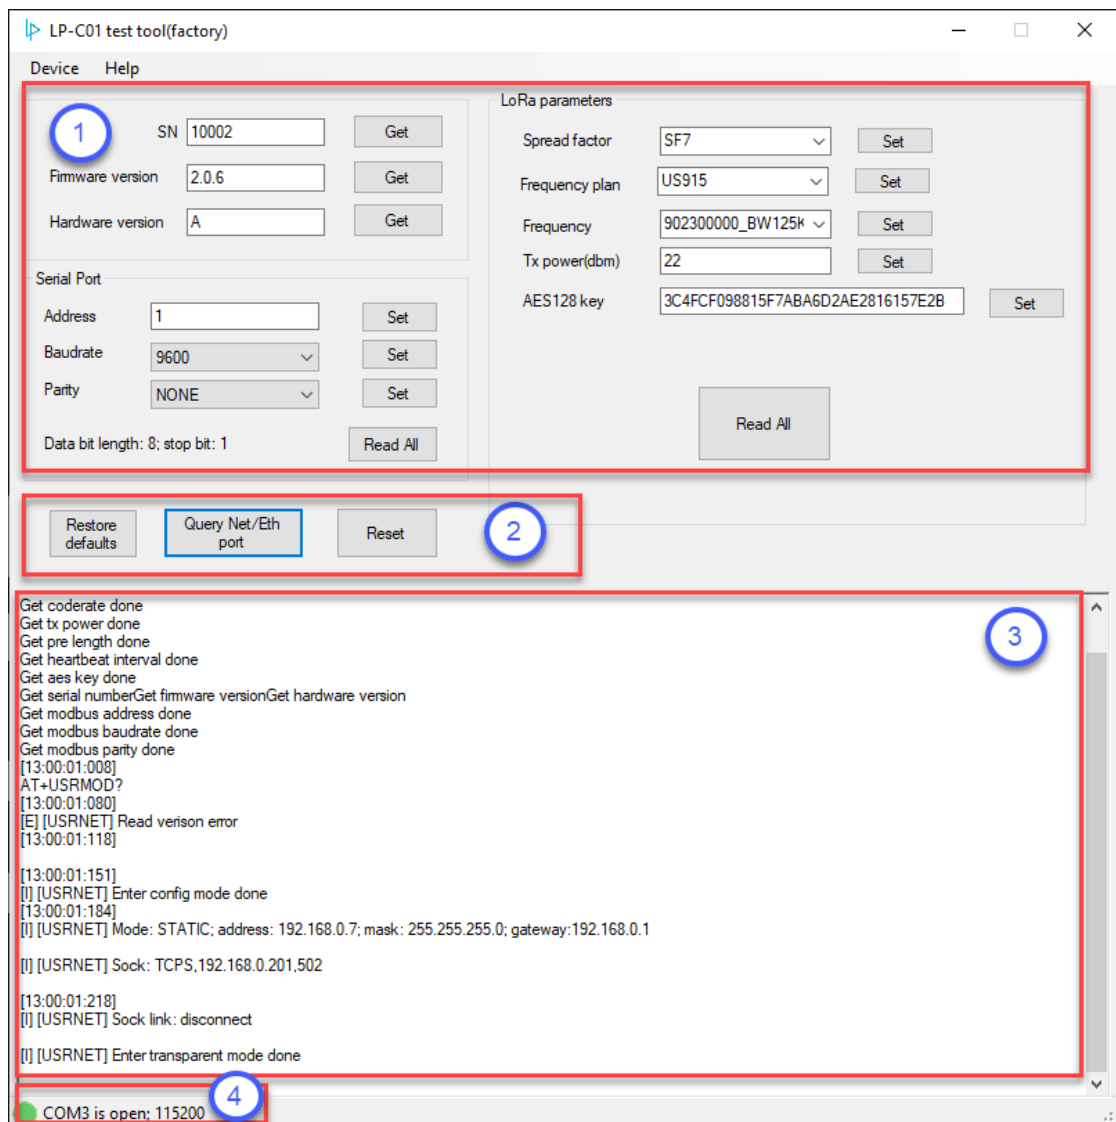 LP-C01 test tool(factory)
Device Help
1
SN 10002 Get
Firmware version 2.0.6 Get
Hardware version A Get
LoRa parameters
Spread factor SF7 Set
Frequency plan US915 Set
Frequency 902300000_BW125K Set
Tx power(dbm) 22 Set
AES128 key 3C4FCF098815F7ABA6D2AE2816157E2B Set
Read All
Serial Port
Address 1 Set
Baudrate 9600 Set
Parity NONE Set
Data bit length: 8; stop bit: 1 Read All
Restore
defaults
Query Net/Eth
port
Reset
2
Get coderate done
Get tx power done
Get pre length done
Get heartbeat interval done
Get aes key done
Get serial numberGet firmware versionGet hardware version
Get modbus address done
Get modbus baudrate done
Get modbus parity done
[13:00:01:008]
AT+USRMOD?
[13:00:01:080]
[E] [USRNET] Read verison error
[13:00:01:118]
[13:00:01:151]
[I] [USRNET] Enter config mode done
[13:00:01:184]
[I] [USRNET] Mode: STATIC; address: 192.168.0.7; mask: 255.255.255.0; gateway:192.168.0.1
[I] [USRNET] Sock: TCPS,192.168.0.201,502
[13:00:01:218]
[I] [USRNET] Sock link: disconnect
[I] [USRNET] Enter transparent mode done
3
4
COM3 is open; 115200